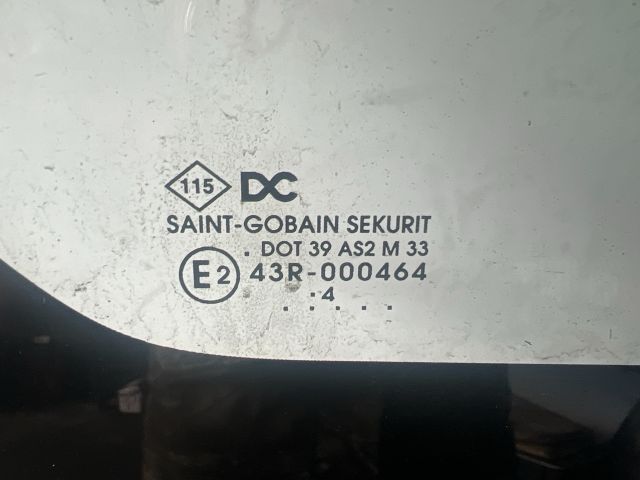 115 DC
SAINT-GOBAIN SEKURIT
. DOT 39 AS2 M 33
E2 43R-000464
:4
. . . . .